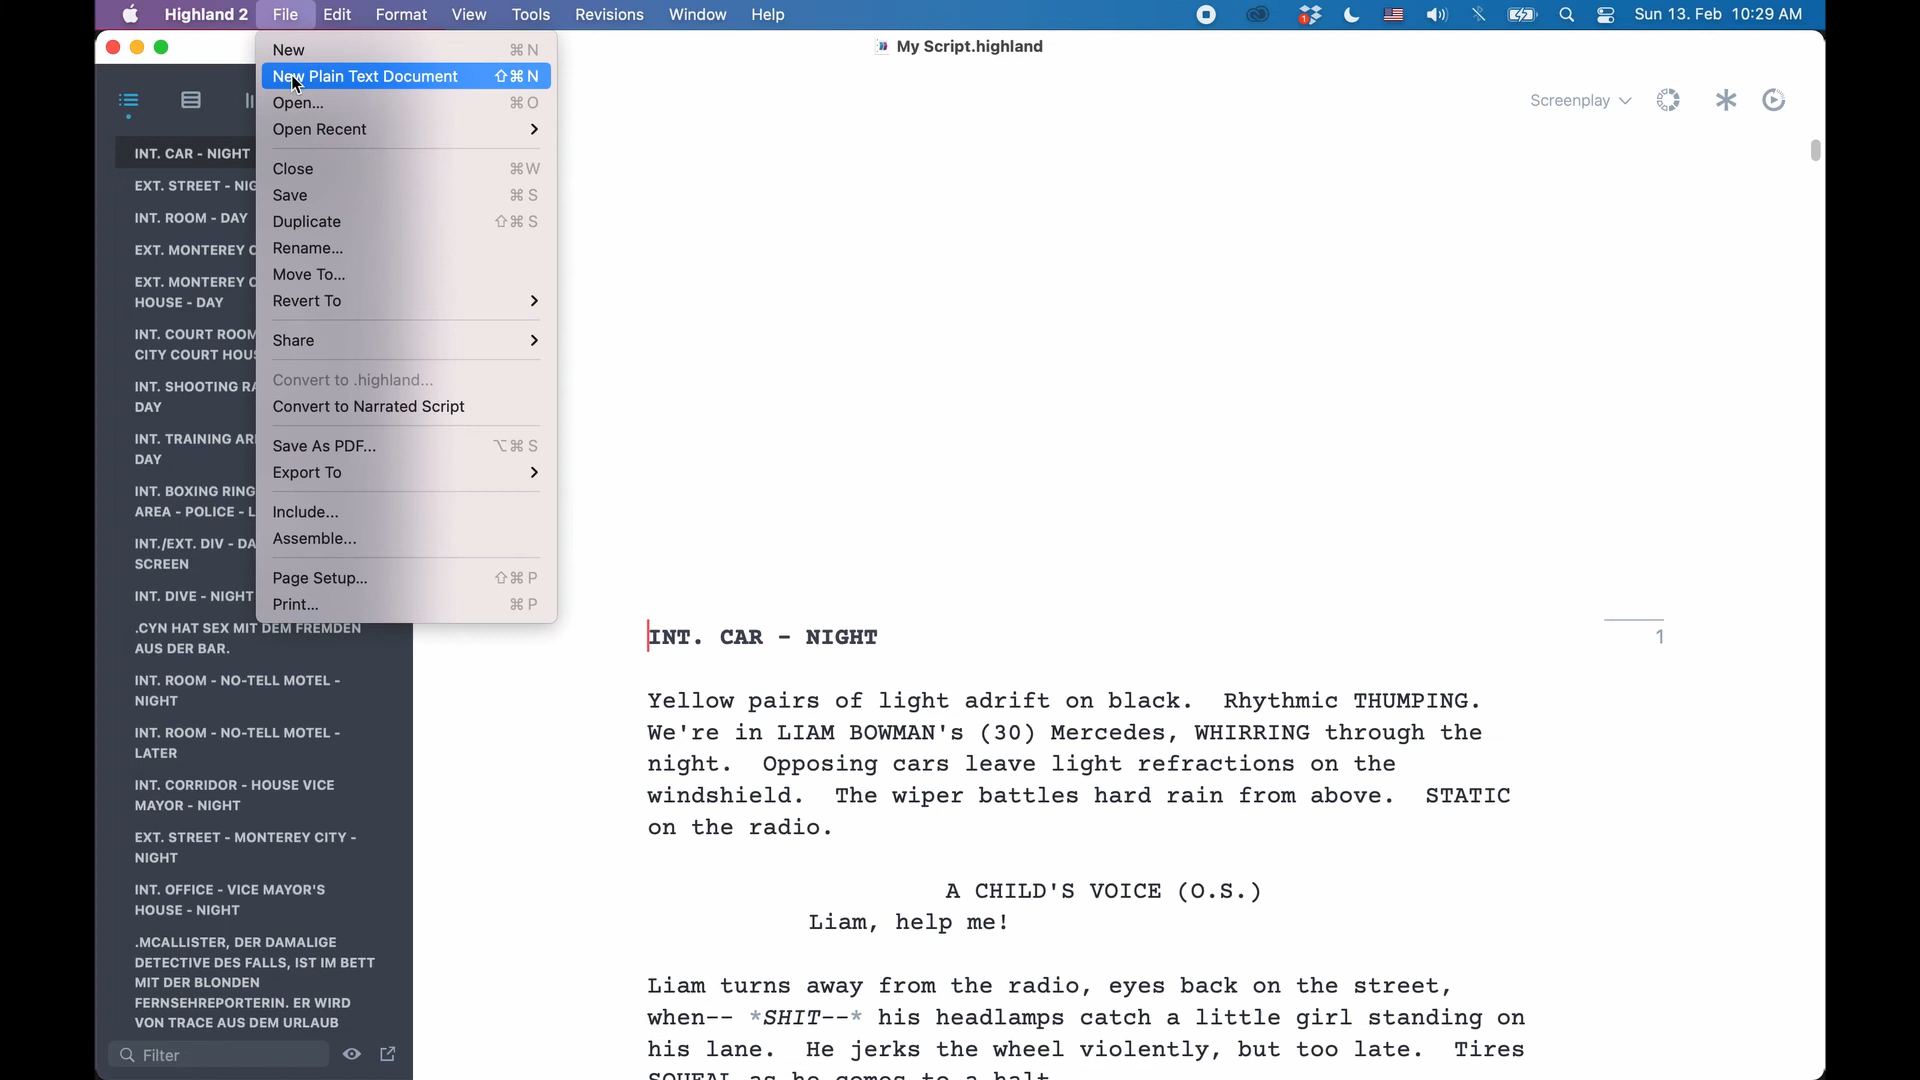 Highland 2 File Edit Format View Tools Revisions Window Help 1 Sun 13. Feb 10:29 AM
My Script.highland
New ⌘ N
New Plain Text Document ⇧⌘ N
Open... ⌘ O
Open Recent
Close ⌘ W
Save ⌘ S
Duplicate ⇧⌘ S
Rename...
Move To...
Revert To
Share
Convert to .highland...
Convert to Narrated Script
Save As PDF... ⌥⌘ S
Export To
Include...
Assemble...
Page Setup... ⇧⌘ P
Print... ⌘ P
Screenplay
INT. CAR - NIGHT
EXT. STREET - NIG
INT. ROOM - DAY
EXT. MONTEREY C
EXT. MONTEREY C
HOUSE - DAY
INT. COURT ROOM
CITY COURT HOU
INT. SHOOTING RA
DAY
INT. TRAINING AR
DAY
INT. BOXING RING
AREA - POLICE - L
INT./EXT. DIV - DA
SCREEN
INT. DIVE - NIGHT
.CYN HAT SEX MIT DEM FREMDEN
AUS DER BAR.
INT. ROOM - NO-TELL MOTEL -
NIGHT
INT. ROOM - NO-TELL MOTEL -
LATER
INT. CORRIDOR - HOUSE VICE
MAYOR - NIGHT
EXT. STREET - MONTEREY CITY -
NIGHT
INT. OFFICE - VICE MAYOR'S
HOUSE - NIGHT
.MCALLISTER, DER DAMALIGE
DETECTIVE DES FALLS, IST IM BETT
MIT DER BLONDEN
FERNSEHREPORTERIN. ER WIRD
VON TRACE AUS DEM URLAUB
Filter
INT. CAR - NIGHT 1
Yellow pairs of light adrift on black.  Rhythmic THUMPING.
We're in LIAM BOWMAN's (30) Mercedes, WHIRRING through the
night.  Opposing cars leave light refractions on the
windshield.  The wiper battles hard rain from above.  STATIC
on the radio.
A CHILD'S VOICE (O.S.)
Liam, help me!
Liam turns away from the radio, eyes back on the street,
when-- *SHIT--* his headlamps catch a little girl standing on
his lane.  He jerks the wheel violently, but too late.  Tires
SQUEAL as he comes to a halt.